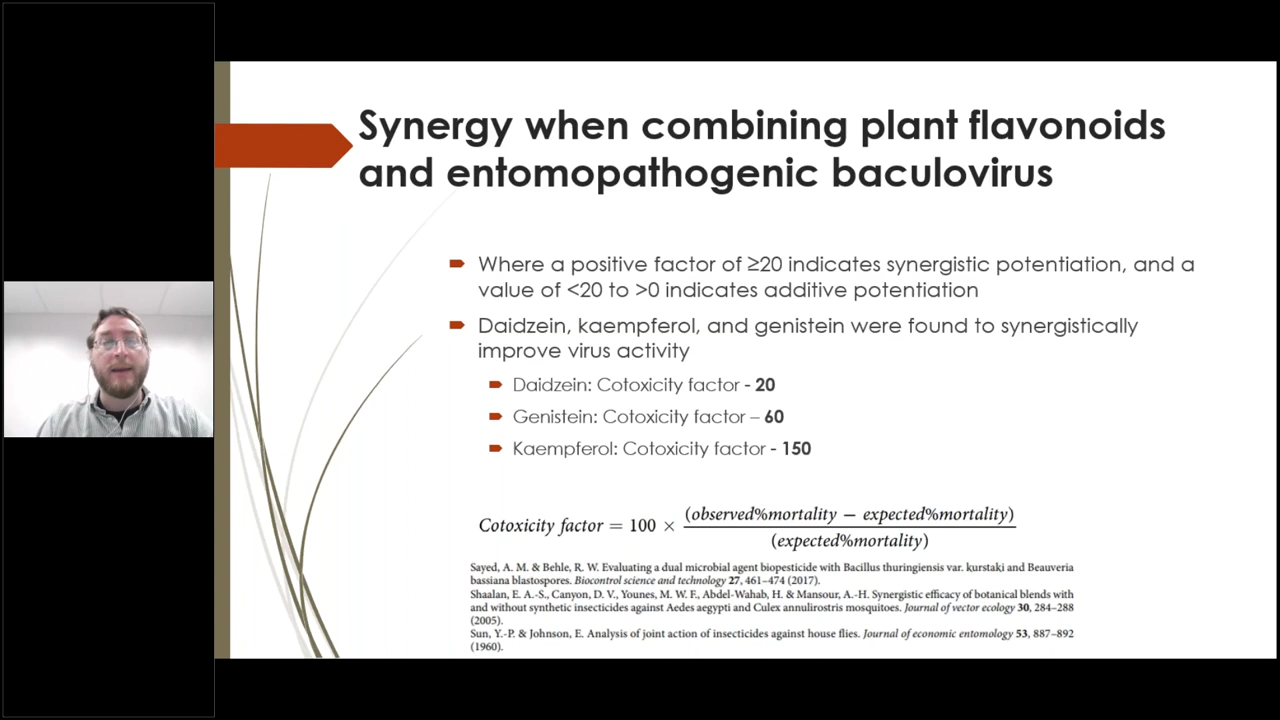 Synergy when combining plant flavonoids
and entomopathogenic baculovirus
Where a positive factor of ≥20 indicates synergistic potentiation, and a
value of <20 to >0 indicates additive potentiation
Daidzein, kaempferol, and genistein were found to synergistically
improve virus activity
Daidzein: Cotoxicity factor - 20
Genistein: Cotoxicity factor – 60
Kaempferol: Cotoxicity factor - 150
Cotoxicity factor = 100 × (observed%mortality − expected%mortality)
(expected%mortality)
Sayed, A. M. & Behle, R. W. Evaluating a dual microbial agent biopesticide with Bacillus thuringiensis var. kurstaki and Beauveria
bassiana blastospores. Biocontrol science and technology 27, 461–474 (2017).
Shaalan, E. A.-S., Canyon, D. V., Younes, M. W. F., Abdel-Wahab, H. & Mansour, A.-H. Synergistic efficacy of botanical blends with
and without synthetic insecticides against Aedes aegypti and Culex annulirostris mosquitoes. Journal of vector ecology 30, 284–288
(2005).
Sun, Y.-P. & Johnson, E. Analysis of joint action of insecticides against house flies. Journal of economic entomology 53, 887–892
(1960).